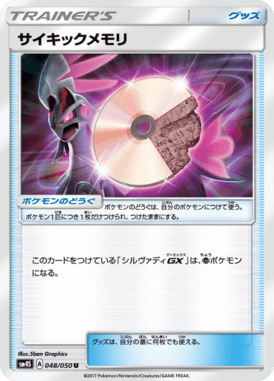 TRAINER'S
グッズ
サイキックメモリ
ポケモンのどうぐ
ポケモンのどうぐは、自分のポケモンにつけて使う。
ポケモン1匹につき1枚だけつけられ、つけたままにする。
このカードをつけている「シルヴァディGX」は、ポケモン
になる。
Illus.5ban Graphics
SM4S A 048/050 U
グッズは、自分の番に何枚でも使える。
©2017 Pokémon/Nintendo/Creatures/GAME FREAK.